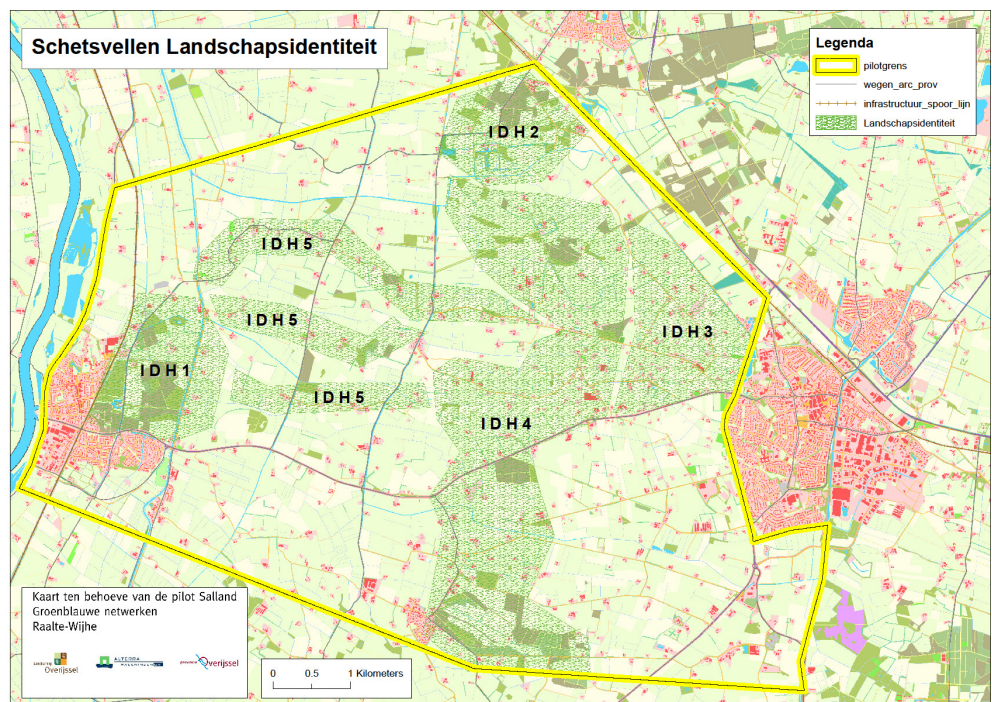 Schetsvellen Landschapsidentiteit
Legenda
pilotgrens
wegen_arc_prov
infrastructuur_spoor_lijn
Landschapsidentiteit
IDH2
IDH5
IDH5
IDH3
IDH1
IDH5
IDH4
Kaart ten behoeve van de pilot Salland
Groenblauwe netwerken
Raalte-Wijhe
Overijssel
ALTERRA
provincie Overijssel
0 0.5 1 Kilometers